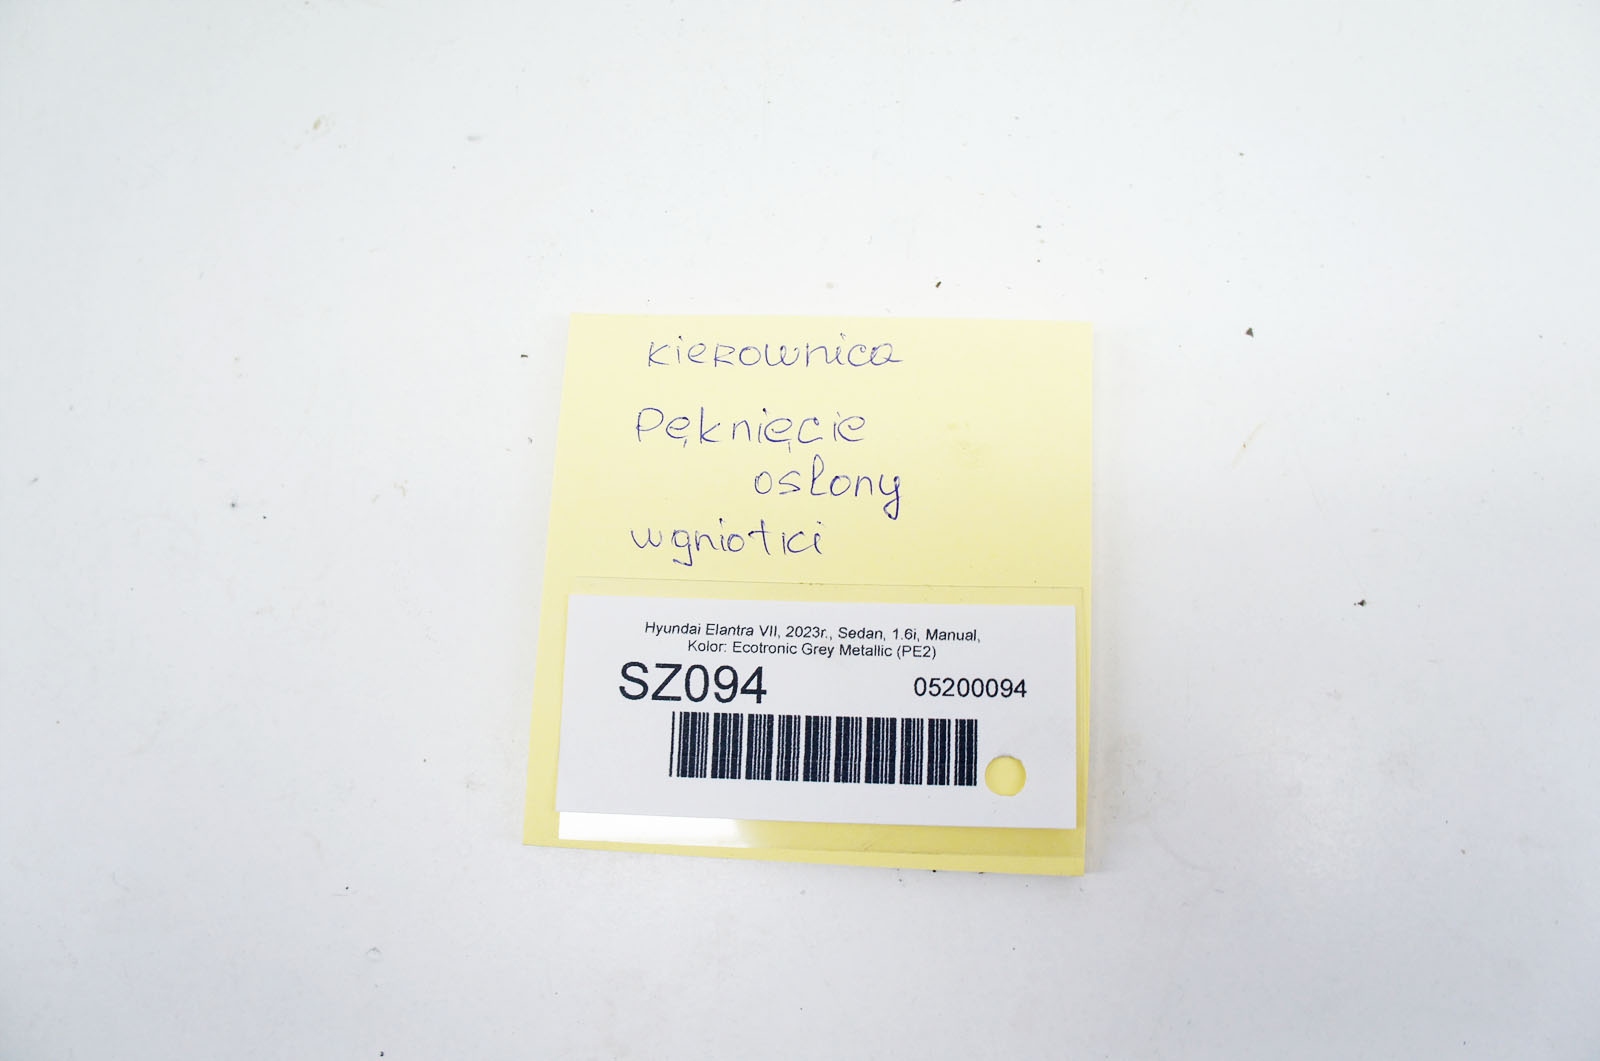 kierownica
Pęknięcie
osłony
wgniotki
Hyundai Elantra VII, 2023r., Sedan, 1.6i, Manual,
Kolor: Ecotronic Grey Metallic (PE2)
SZ094 05200094